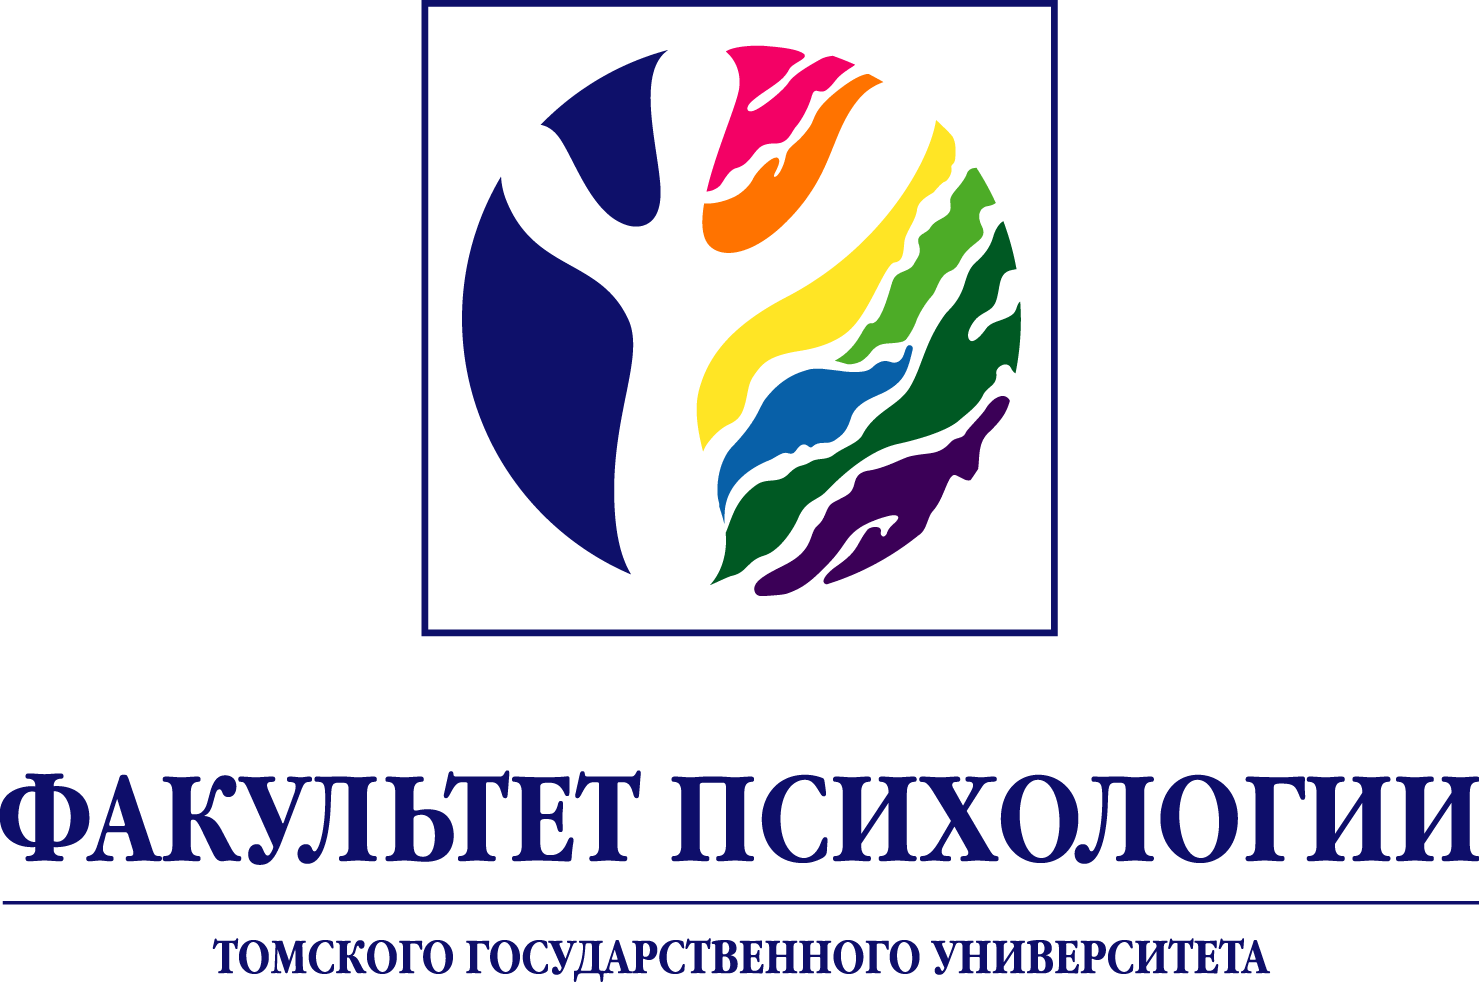 ФАКУЛЬТЕТ ПСИХОЛОГИИ
ТОМСКОГО ГОСУДАРСТВЕННОГО УНИВЕРСИТЕТА